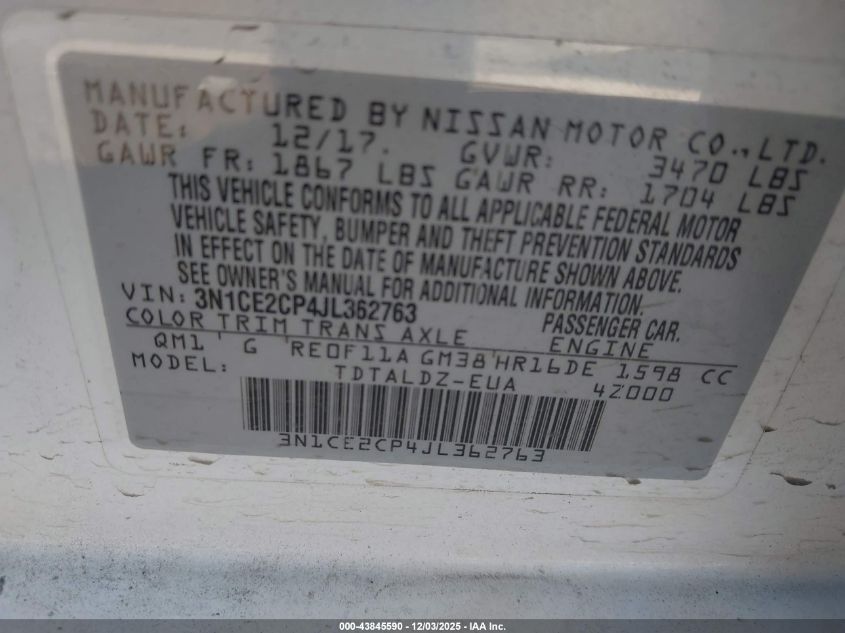 MANUFACTURED BY NISSAN MOTOR CO., LTD.
DATE: 12/17. GVWR: 3470 LBS
GAWR FR: 1867 LBS GAWR RR: 1704 LBS
THIS VEHICLE CONFORMS TO ALL APPLICABLE FEDERAL MOTOR
VEHICLE SAFETY, BUMPER AND THEFT PREVENTION STANDARDS
IN EFFECT ON THE DATE OF MANUFACTURE SHOWN ABOVE.
SEE OWNER'S MANUAL FOR ADDITIONAL INFORMATION.
VIN: 3N1CE2CP4JL362763 PASSENGER CAR.
COLOR TRIM TRANS AXLE ENGINE
QM1 G RE0F11A GM38 HR16DE 1598 CC
MODEL: TDTALDZ-EUA 42000
3N1CE2CP4JL362763
000-43845590 - 12/03/2025 - IAA Inc.